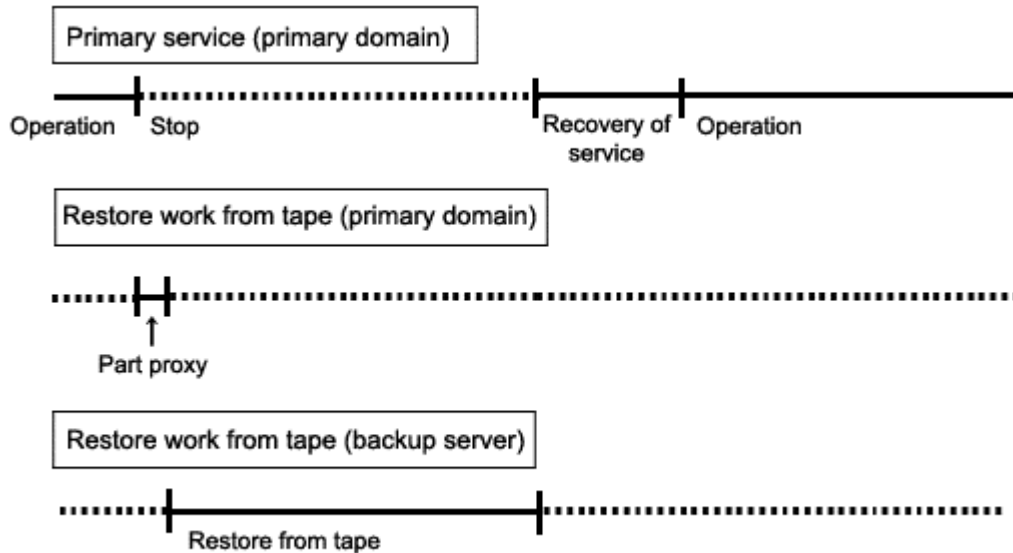 Primary service (primary domain)
Operation
Stop
Recovery of
service
Operation
Restore work from tape (primary domain)
Part proxy
Restore work from tape (backup server)
Restore from tape